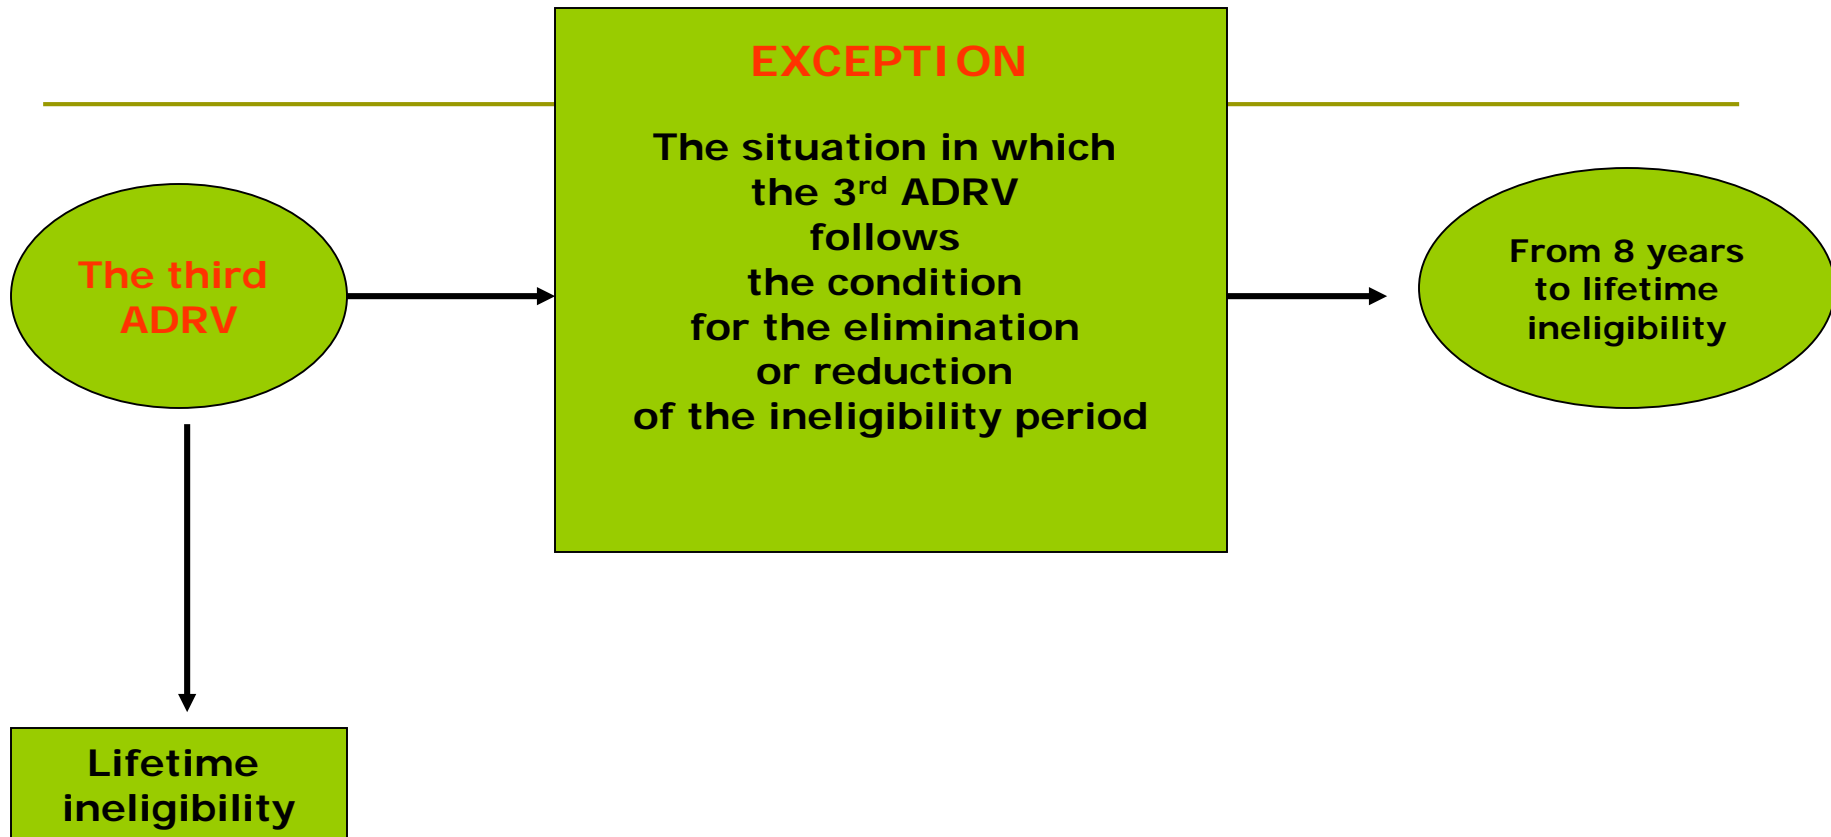 EXCEPTION
The situation in which
the 3rd ADRV
follows
the condition
for the elimination
or reduction
of the ineligibility period
The third
ADRV
From 8 years
to lifetime
ineligibility
Lifetime
ineligibility